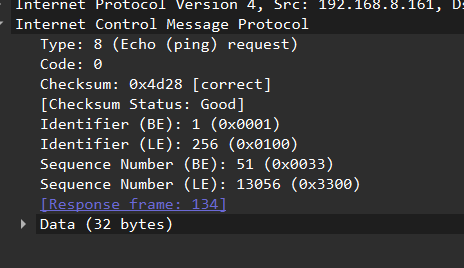 Internet Protocol Version 4, Src: 192.168.8.161, Ds
Internet Control Message Protocol
Type: 8 (Echo (ping) request)
Code: 0
Checksum: 0x4d28 [correct]
[Checksum Status: Good]
Identifier (BE): 1 (0x0001)
Identifier (LE): 256 (0x0100)
Sequence Number (BE): 51 (0x0033)
Sequence Number (LE): 13056 (0x3300)
[Response frame: 134]
Data (32 bytes)